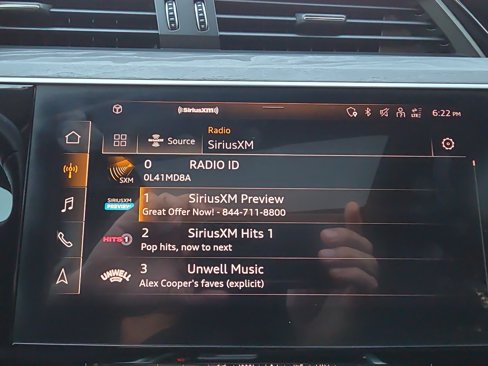 ((SiriusXM))
LTE
6:22 PM
Source
Radio
SiriusXM
SXM
0 RADIO ID
0L41MD8A
SiriusXM
PREVIEW
1 SiriusXM Preview
Great Offer Now! - 844-711-8800
HITS 1
2 SiriusXM Hits 1
Pop hits, now to next
UNWELL
3 Unwell Music
Alex Cooper's faves (explicit)